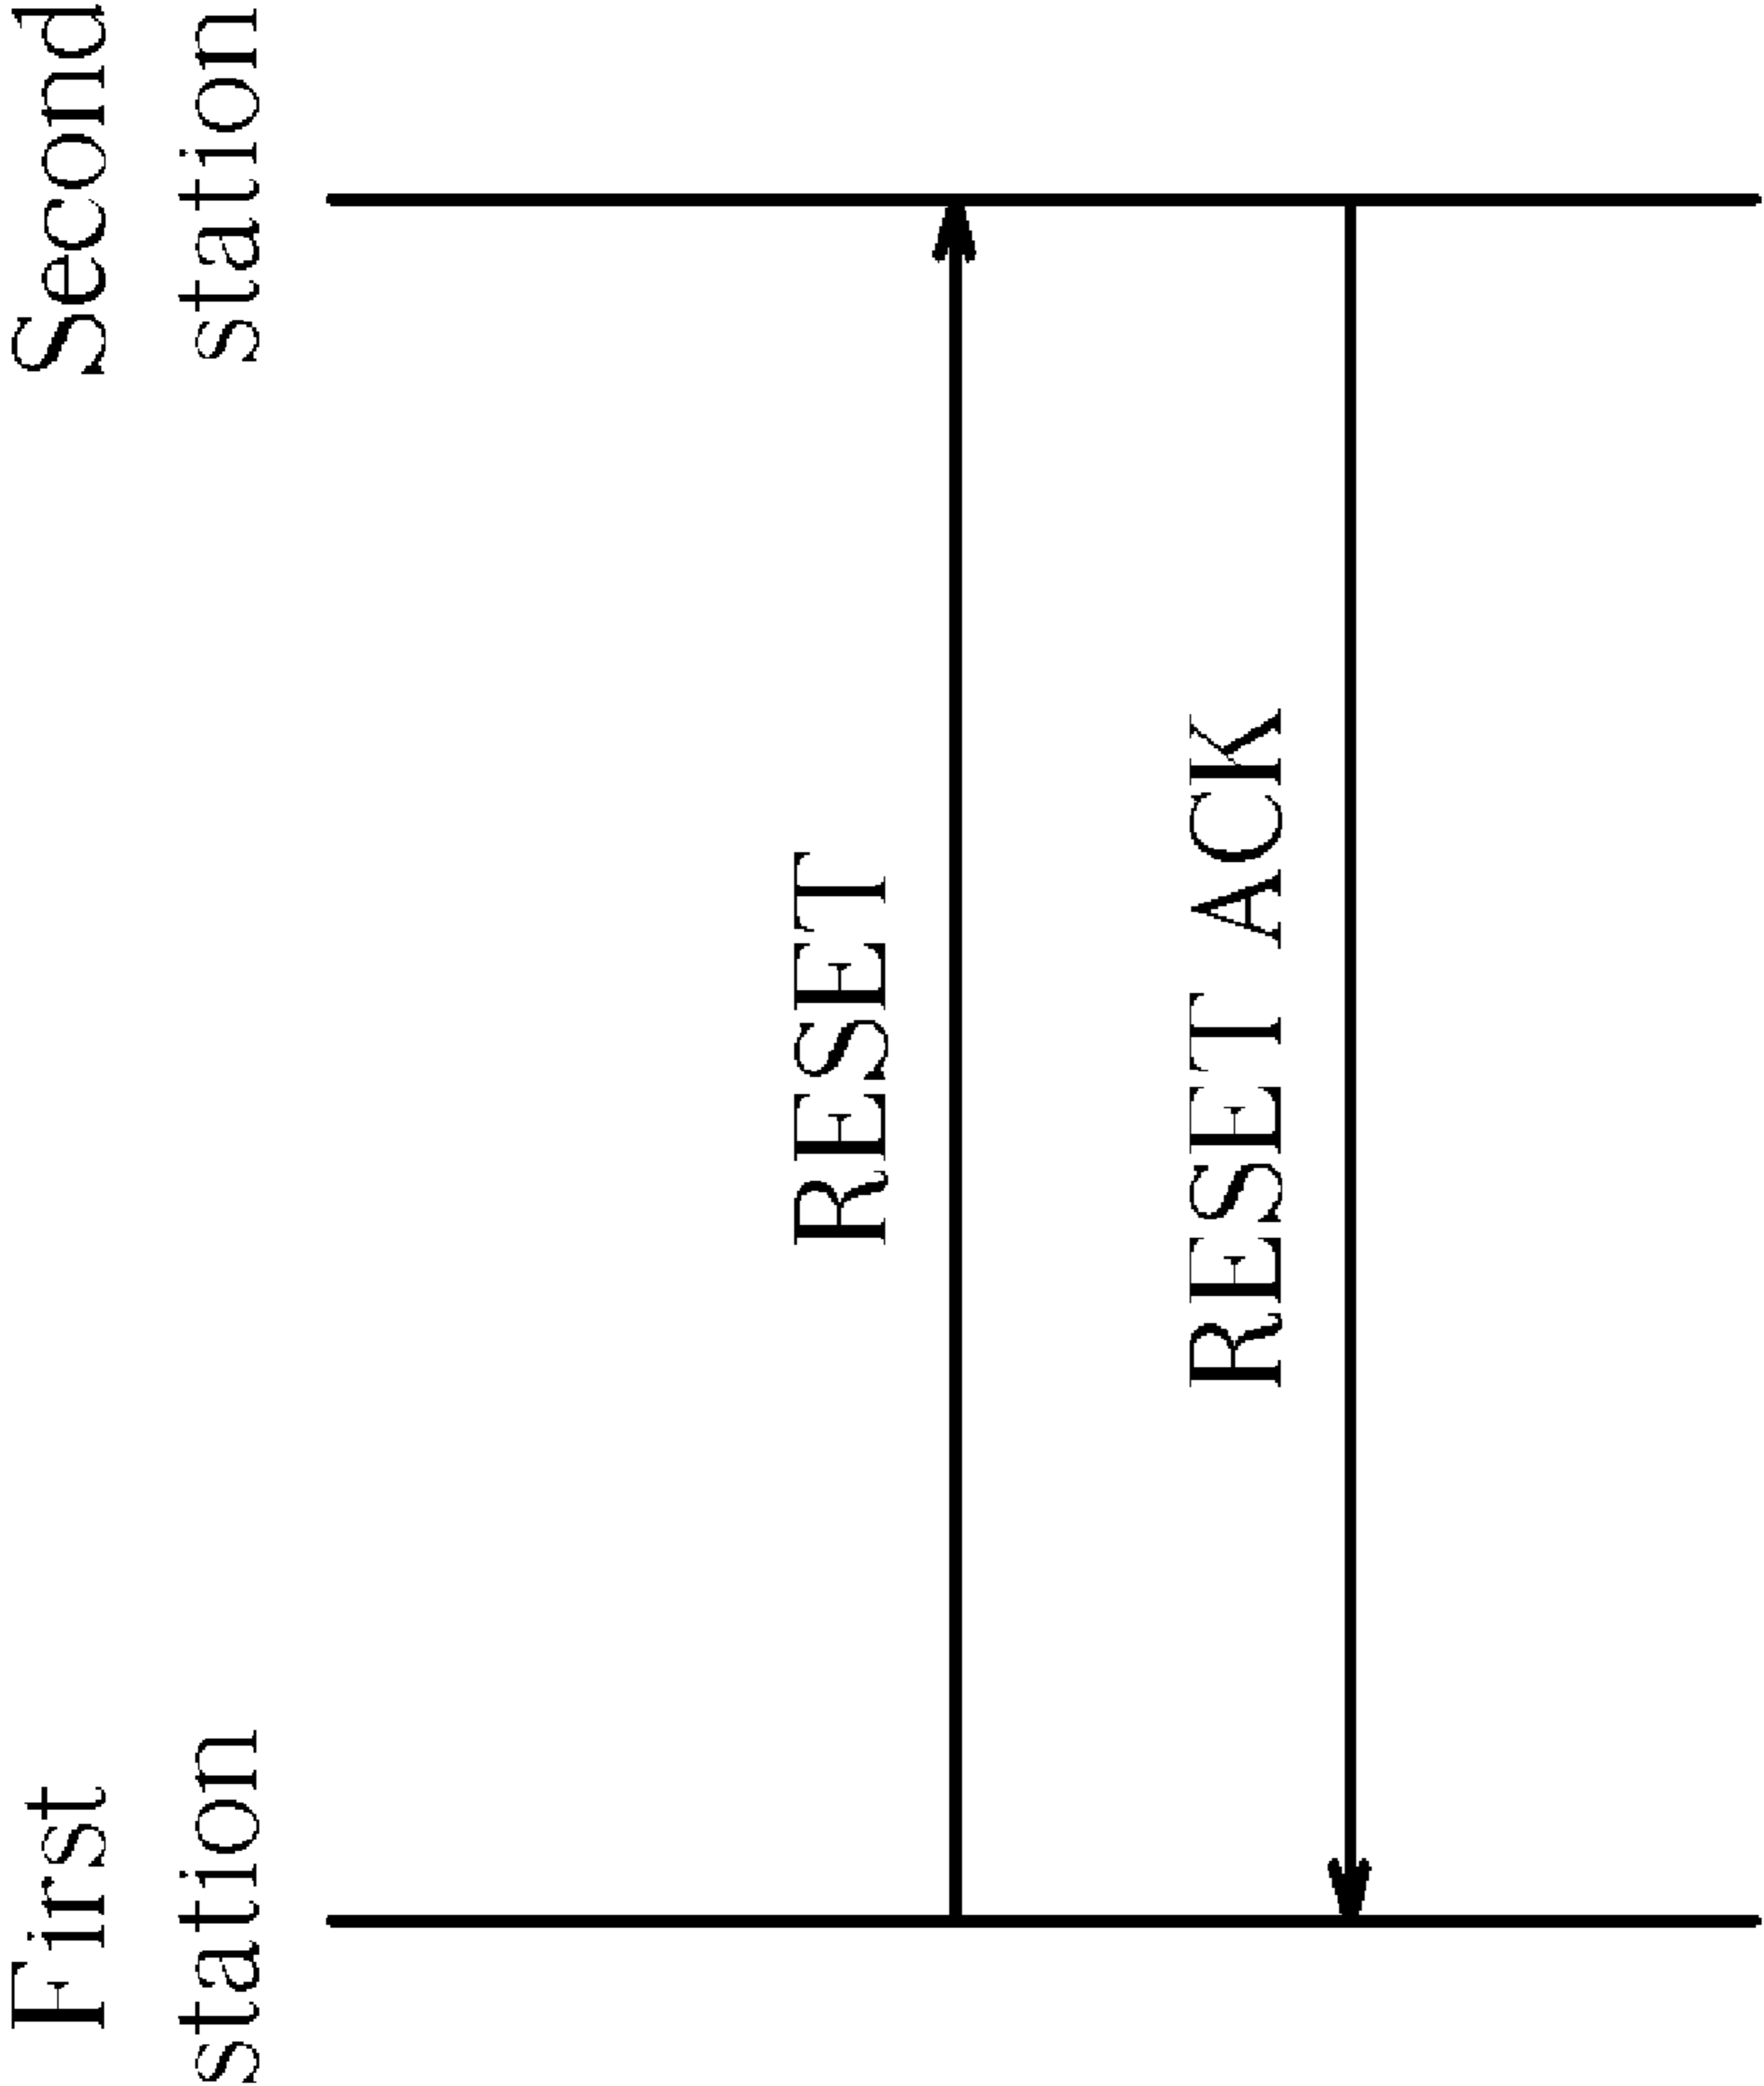 First
station
Second
station
RESET
RESET ACK